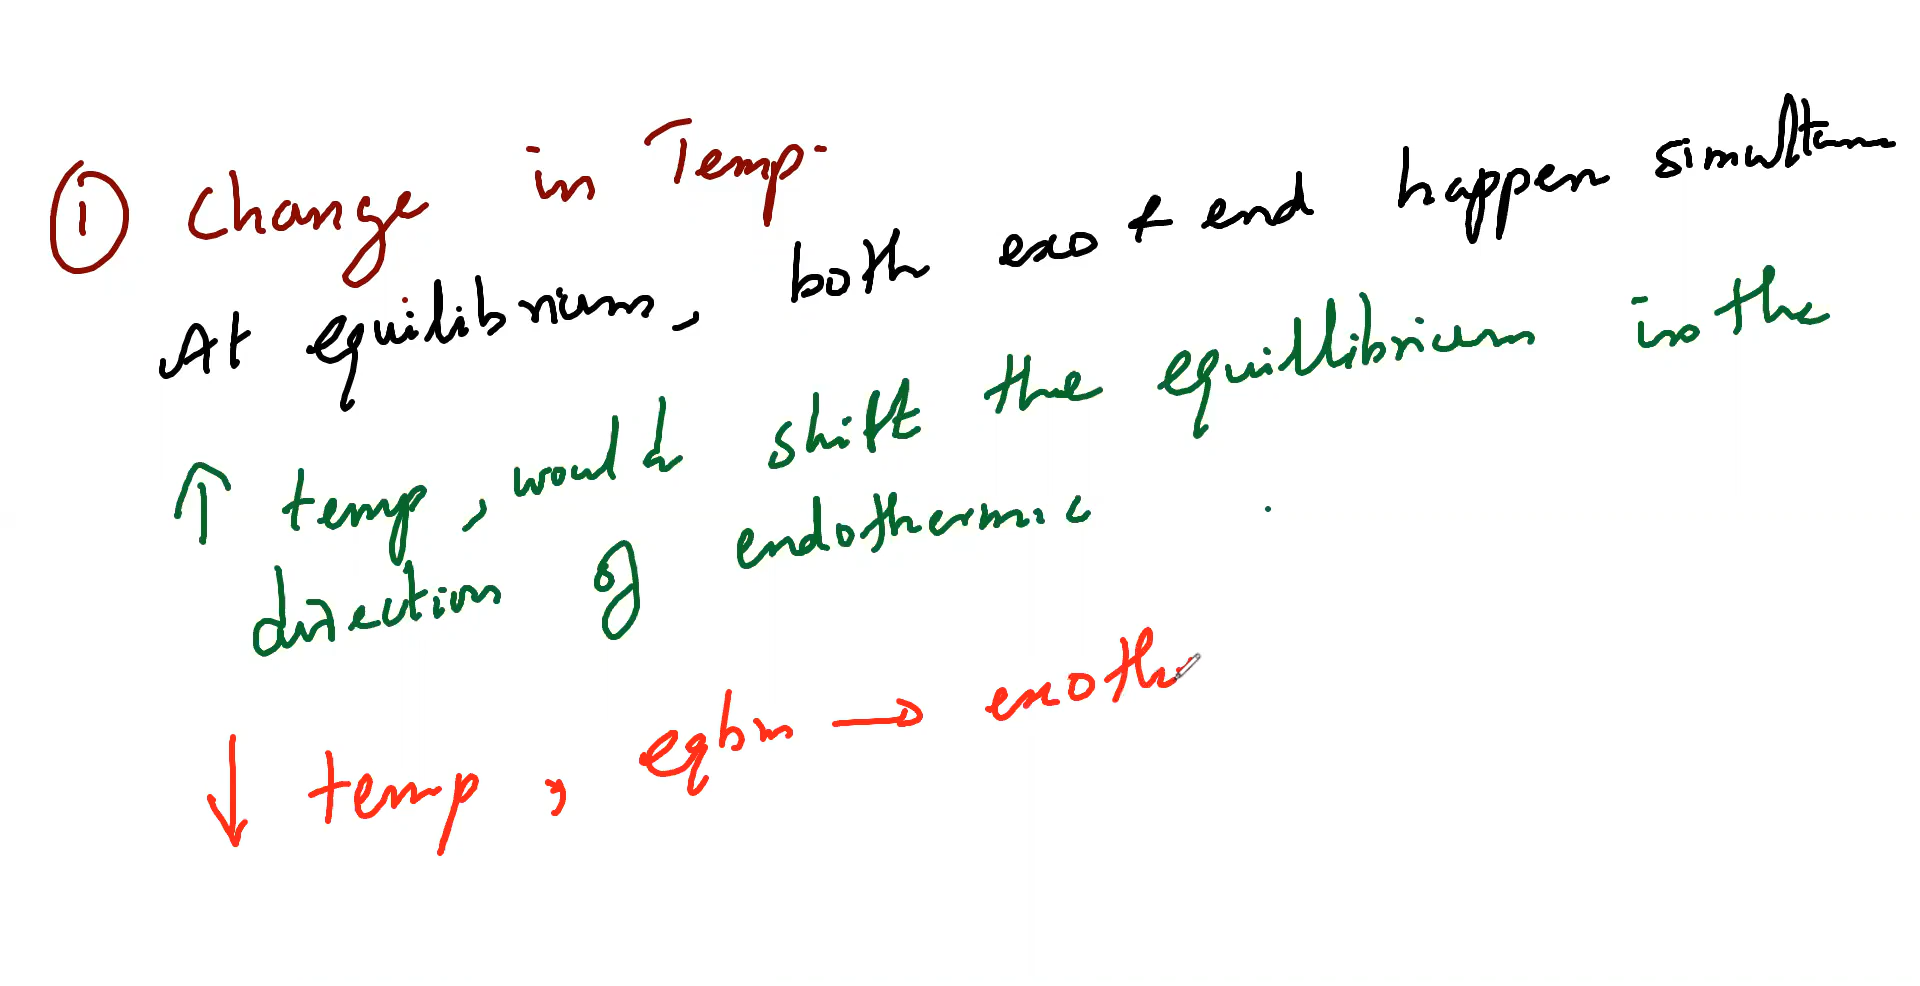 ① Change in Temp.
At equilibrium, both exo & end happen simultan
↑ temp, would shift the equillibrium in the
direction of endothermic
↓ temp, eqbm → exoth